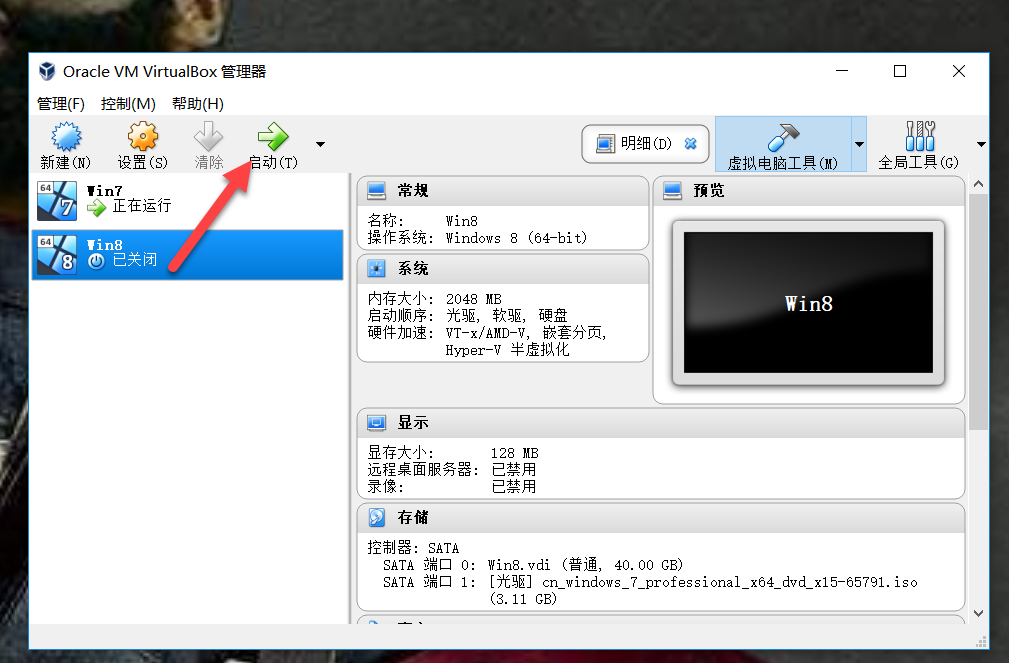 Oracle VM VirtualBox 管理器
管理(F) 控制(M) 帮助(H)
新建(N) 设置(S) 清除 启动(T) 明细(D) 虚拟电脑工具(M) 全局工具(G)
64 7 Win7
正在运行
64 8 Win8
已关闭
常规
名称: Win8
操作系统: Windows 8 (64-bit)
系统
内存大小: 2048 MB
启动顺序: 光驱, 软驱, 硬盘
硬件加速: VT-x/AMD-V, 嵌套分页,
Hyper-V 半虚拟化
预览
Win8
显示
显存大小: 128 MB
远程桌面服务器: 已禁用
录像: 已禁用
存储
控制器: SATA
SATA 端口 0: Win8.vdi (普通, 40.00 GB)
SATA 端口 1: [光驱] cn_windows_7_professional_x64_dvd_x15-65791.iso
(3.11 GB)